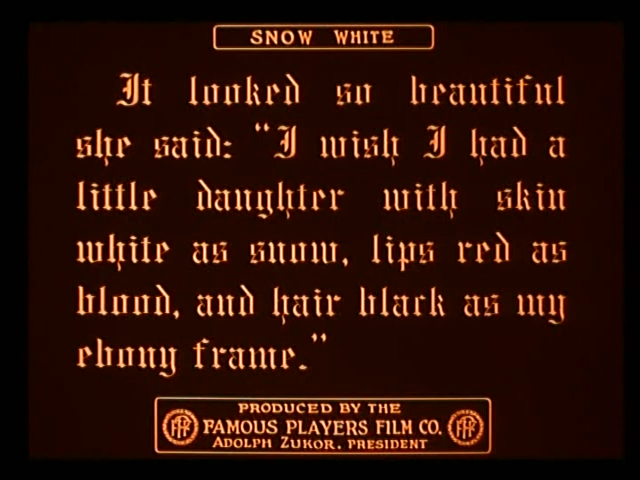 SNOW WHITE
It looked so beautiful
she said: "I wish I had a
little daughter with skin
white as snow, lips red as
blood, and hair black as my
ebony frame."
PRODUCED BY THE
FAMOUS PLAYERS FILM CO.
ADOLPH ZUKOR. PRESIDENT